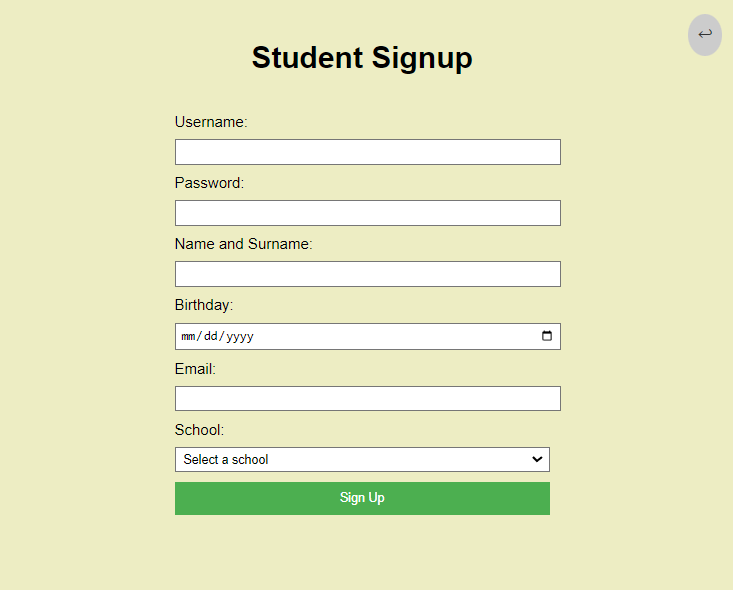 Student Signup
Username:
Password:
Name and Surname:
Birthday:
mm/dd/yyyy
Email:
School:
Select a school
Sign Up